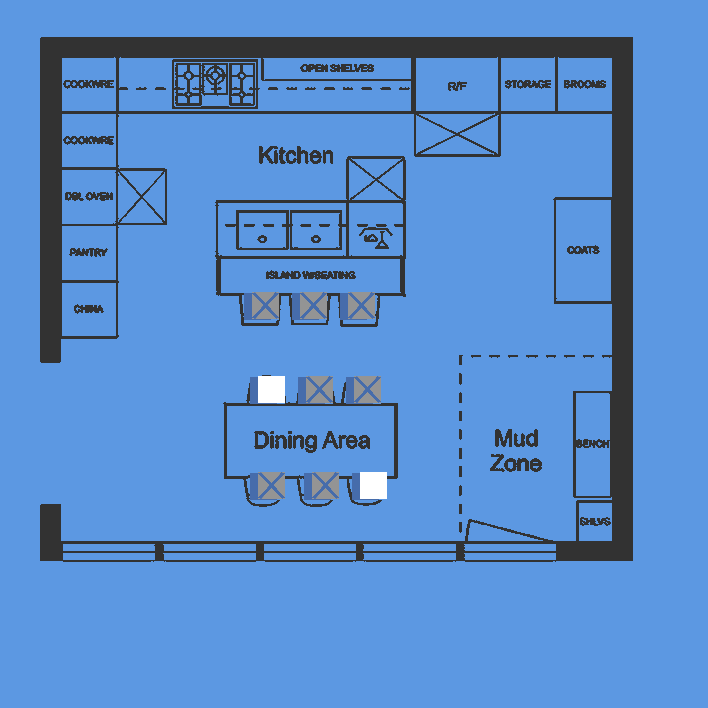 COOKWRE
OPEN SHELVES
R/F
STORAGE
BROOMS
COOKWRE
Kitchen
DBL OVEN
PANTRY
COATS
ISLAND W/SEATING
CHINA
Dining Area
Mud
Zone
BENCH
SHLVS